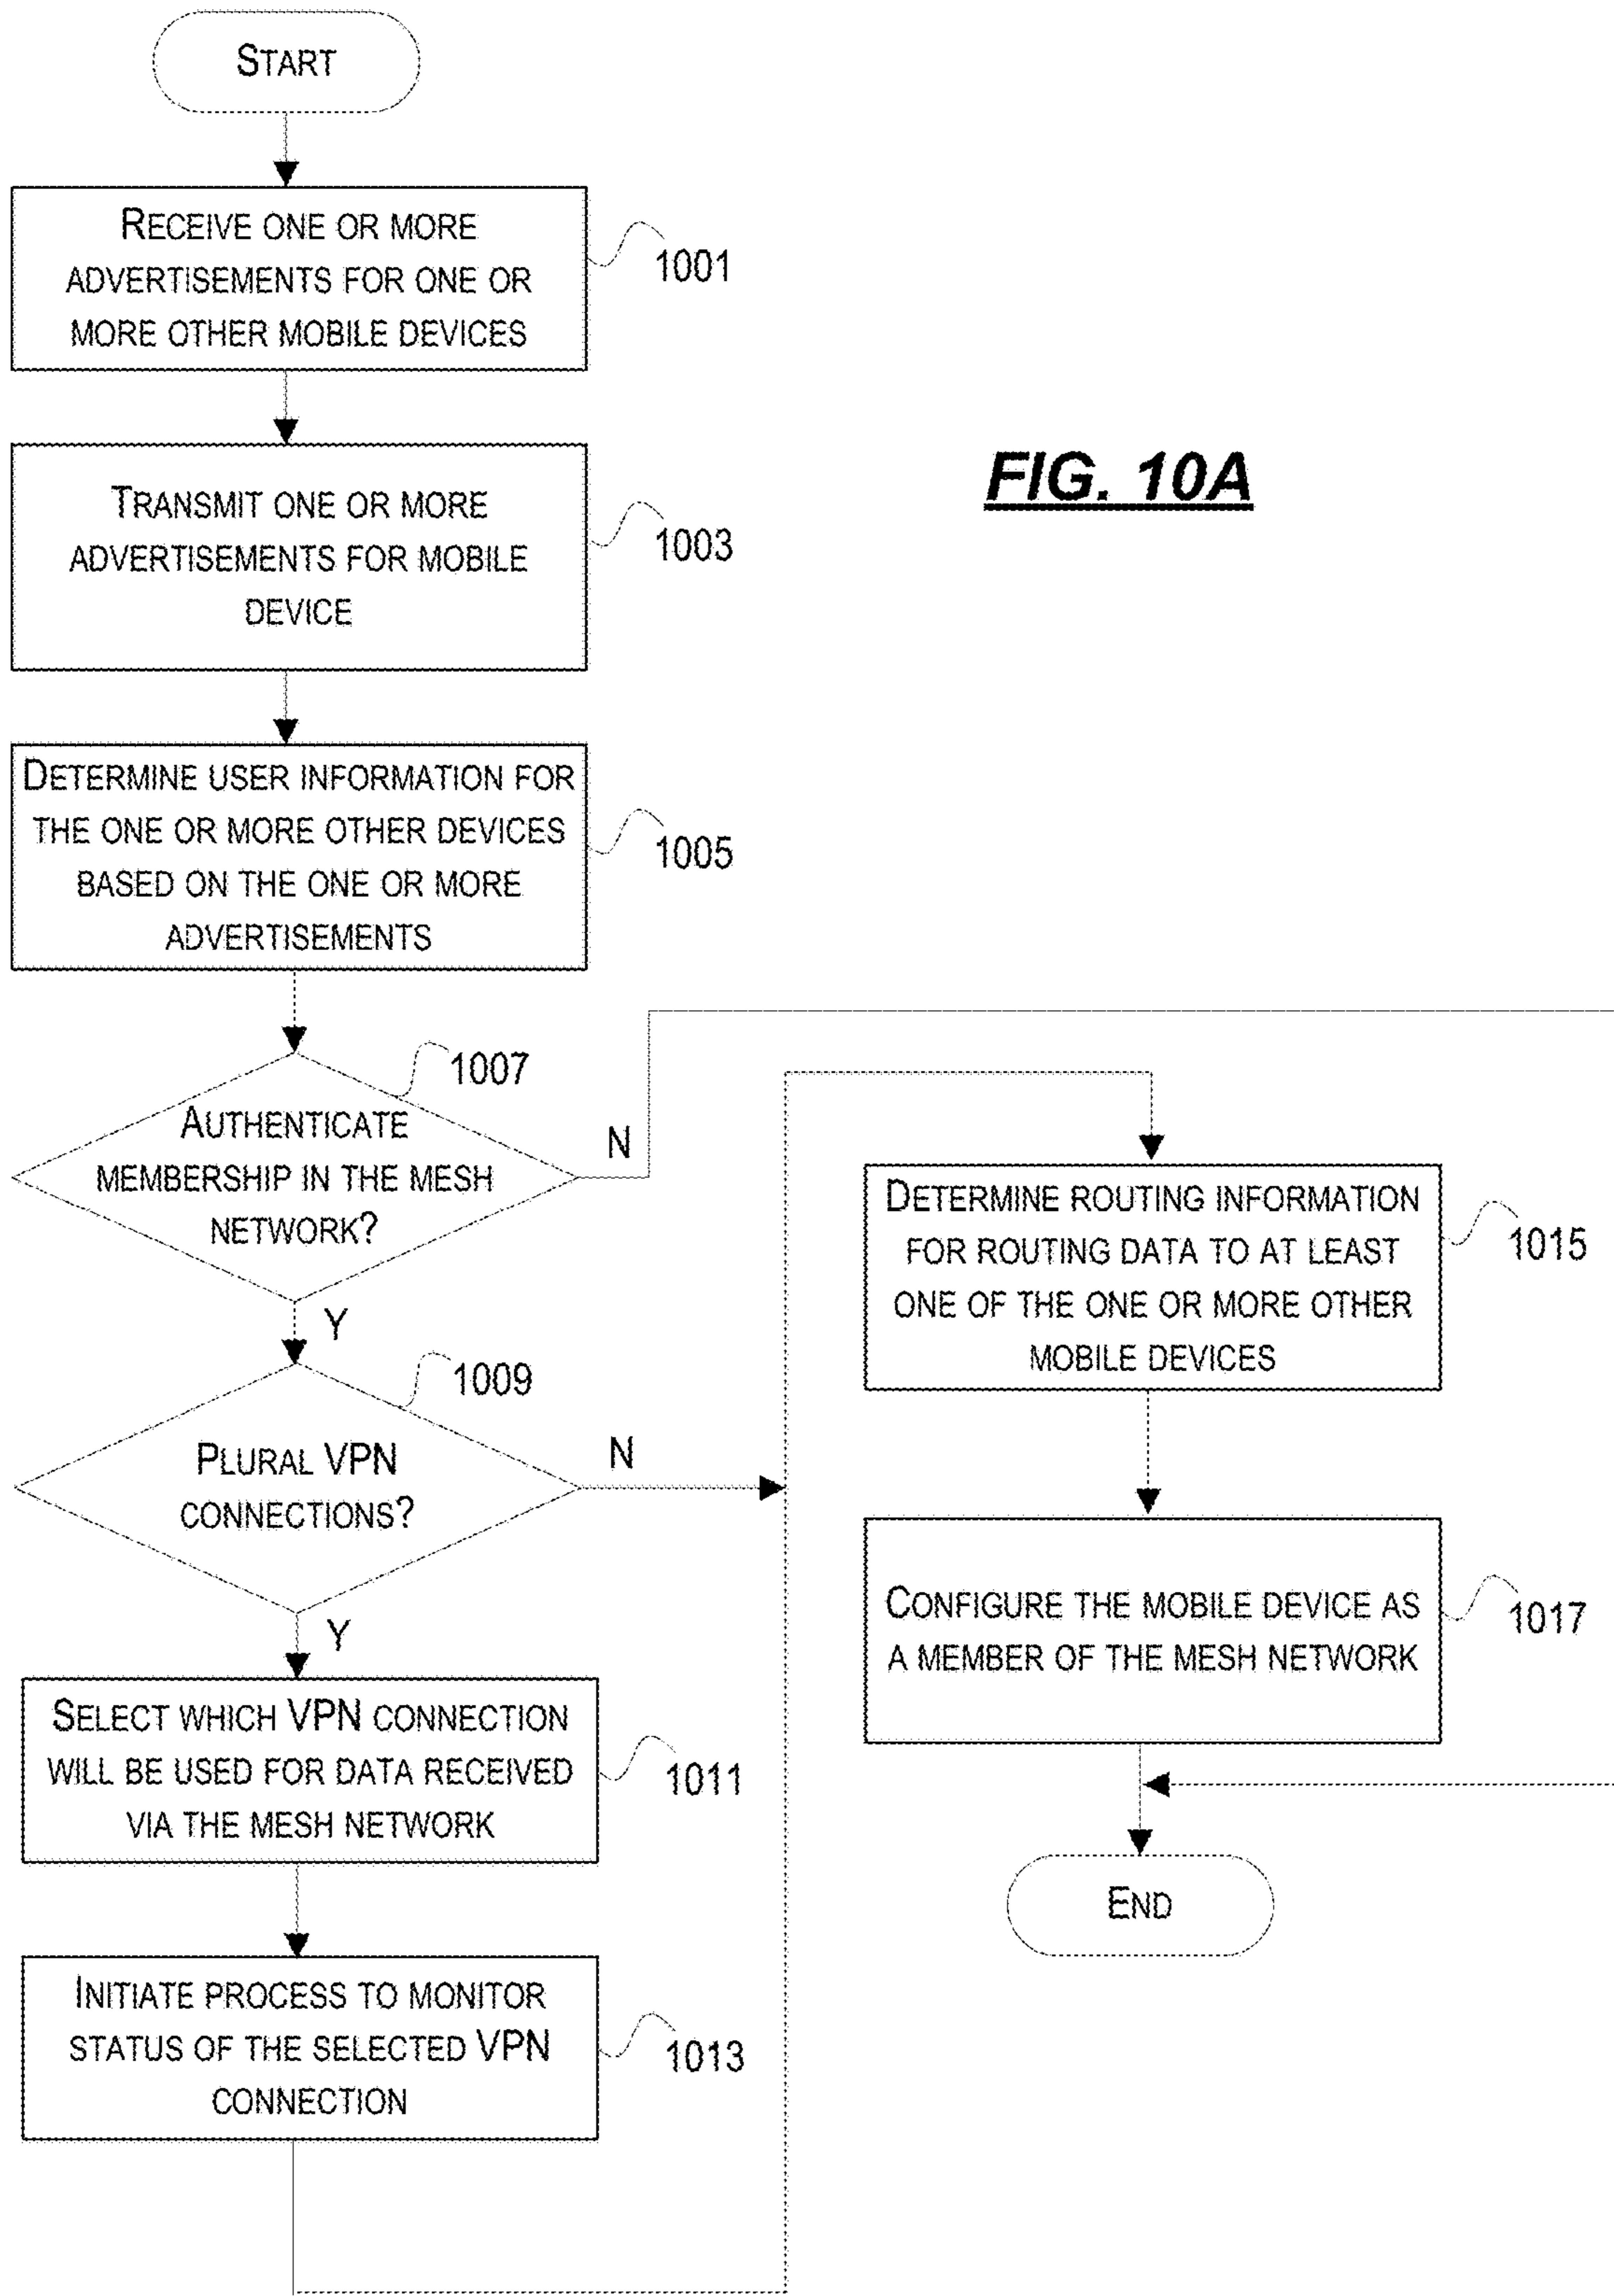 START
RECEIVE ONE OR MORE
ADVERTISEMENTS FOR ONE OR
MORE OTHER MOBILE DEVICES
1001
TRANSMIT ONE OR MORE
ADVERTISEMENTS FOR MOBILE
DEVICE
1003
FIG. 10A
DETERMINE USER INFORMATION FOR
THE ONE OR MORE OTHER DEVICES
BASED ON THE ONE OR MORE
ADVERTISEMENTS
1005
1007
AUTHENTICATE
MEMBERSHIP IN THE MESH
NETWORK?
N
Y
1009
PLURAL VPN
CONNECTIONS?
N
Y
SELECT WHICH VPN CONNECTION
WILL BE USED FOR DATA RECEIVED
VIA THE MESH NETWORK
1011
INITIATE PROCESS TO MONITOR
STATUS OF THE SELECTED VPN
CONNECTION
1013
DETERMINE ROUTING INFORMATION
FOR ROUTING DATA TO AT LEAST
ONE OF THE ONE OR MORE OTHER
MOBILE DEVICES
1015
CONFIGURE THE MOBILE DEVICE AS
A MEMBER OF THE MESH NETWORK
1017
END